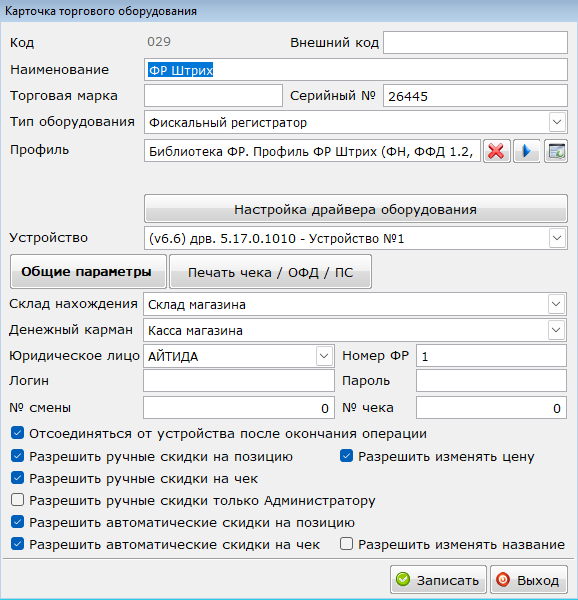 Карточка торгового оборудования
Код 029 Внешний код
Наименование ФР Штрих
Торговая марка Серийный № 26445
Тип оборудования Фискальный регистратор
Профиль Библиотека ФР. Профиль ФР Штрих (ФН, ФФД 1.2,
Настройка драйвера оборудования
Устройство (v6.6) дрв. 5.17.0.1010 - Устройство №1
Общие параметры Печать чека / ОФД / ПС
Склад нахождения Склад магазина
Денежный карман Касса магазина
Юридическое лицо АЙТИДА Номер ФР 1
Логин Пароль
№ смены 0 № чека 0
Отсоединяться от устройства после окончания операции
Разрешить ручные скидки на позицию Разрешить изменять цену
Разрешить ручные скидки на чек
Разрешить ручные скидки только Администратору
Разрешить автоматические скидки на позицию
Разрешить автоматические скидки на чек Разрешить изменять название
Записать Выход